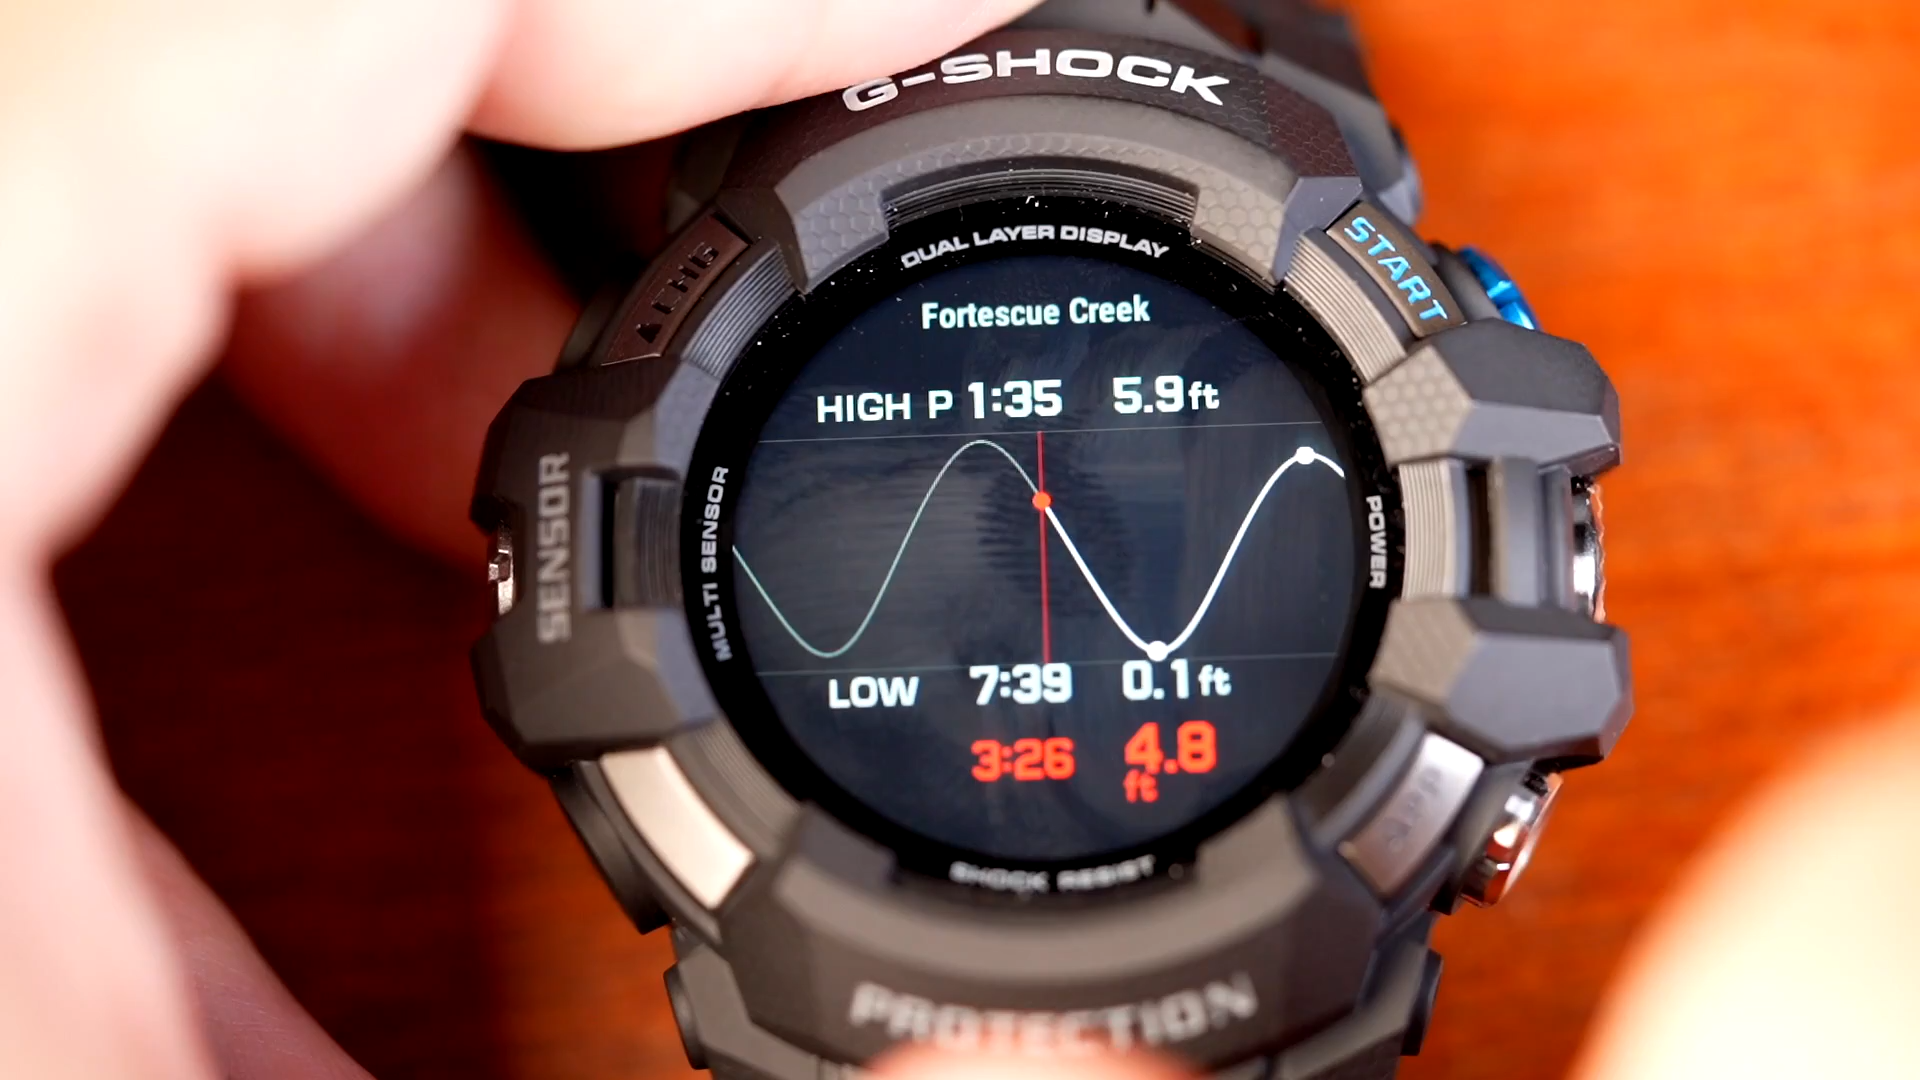 G-SHOCK
DUAL LAYER DISPLAY
START
Fortescue Creek
HIGH P 1:35 5.9ft
SENSOR
MULTI SENSOR
POWER
LOW 7:39 0.1ft
3:26 4.8
ft
SHOCK RESIST
PROTECTION